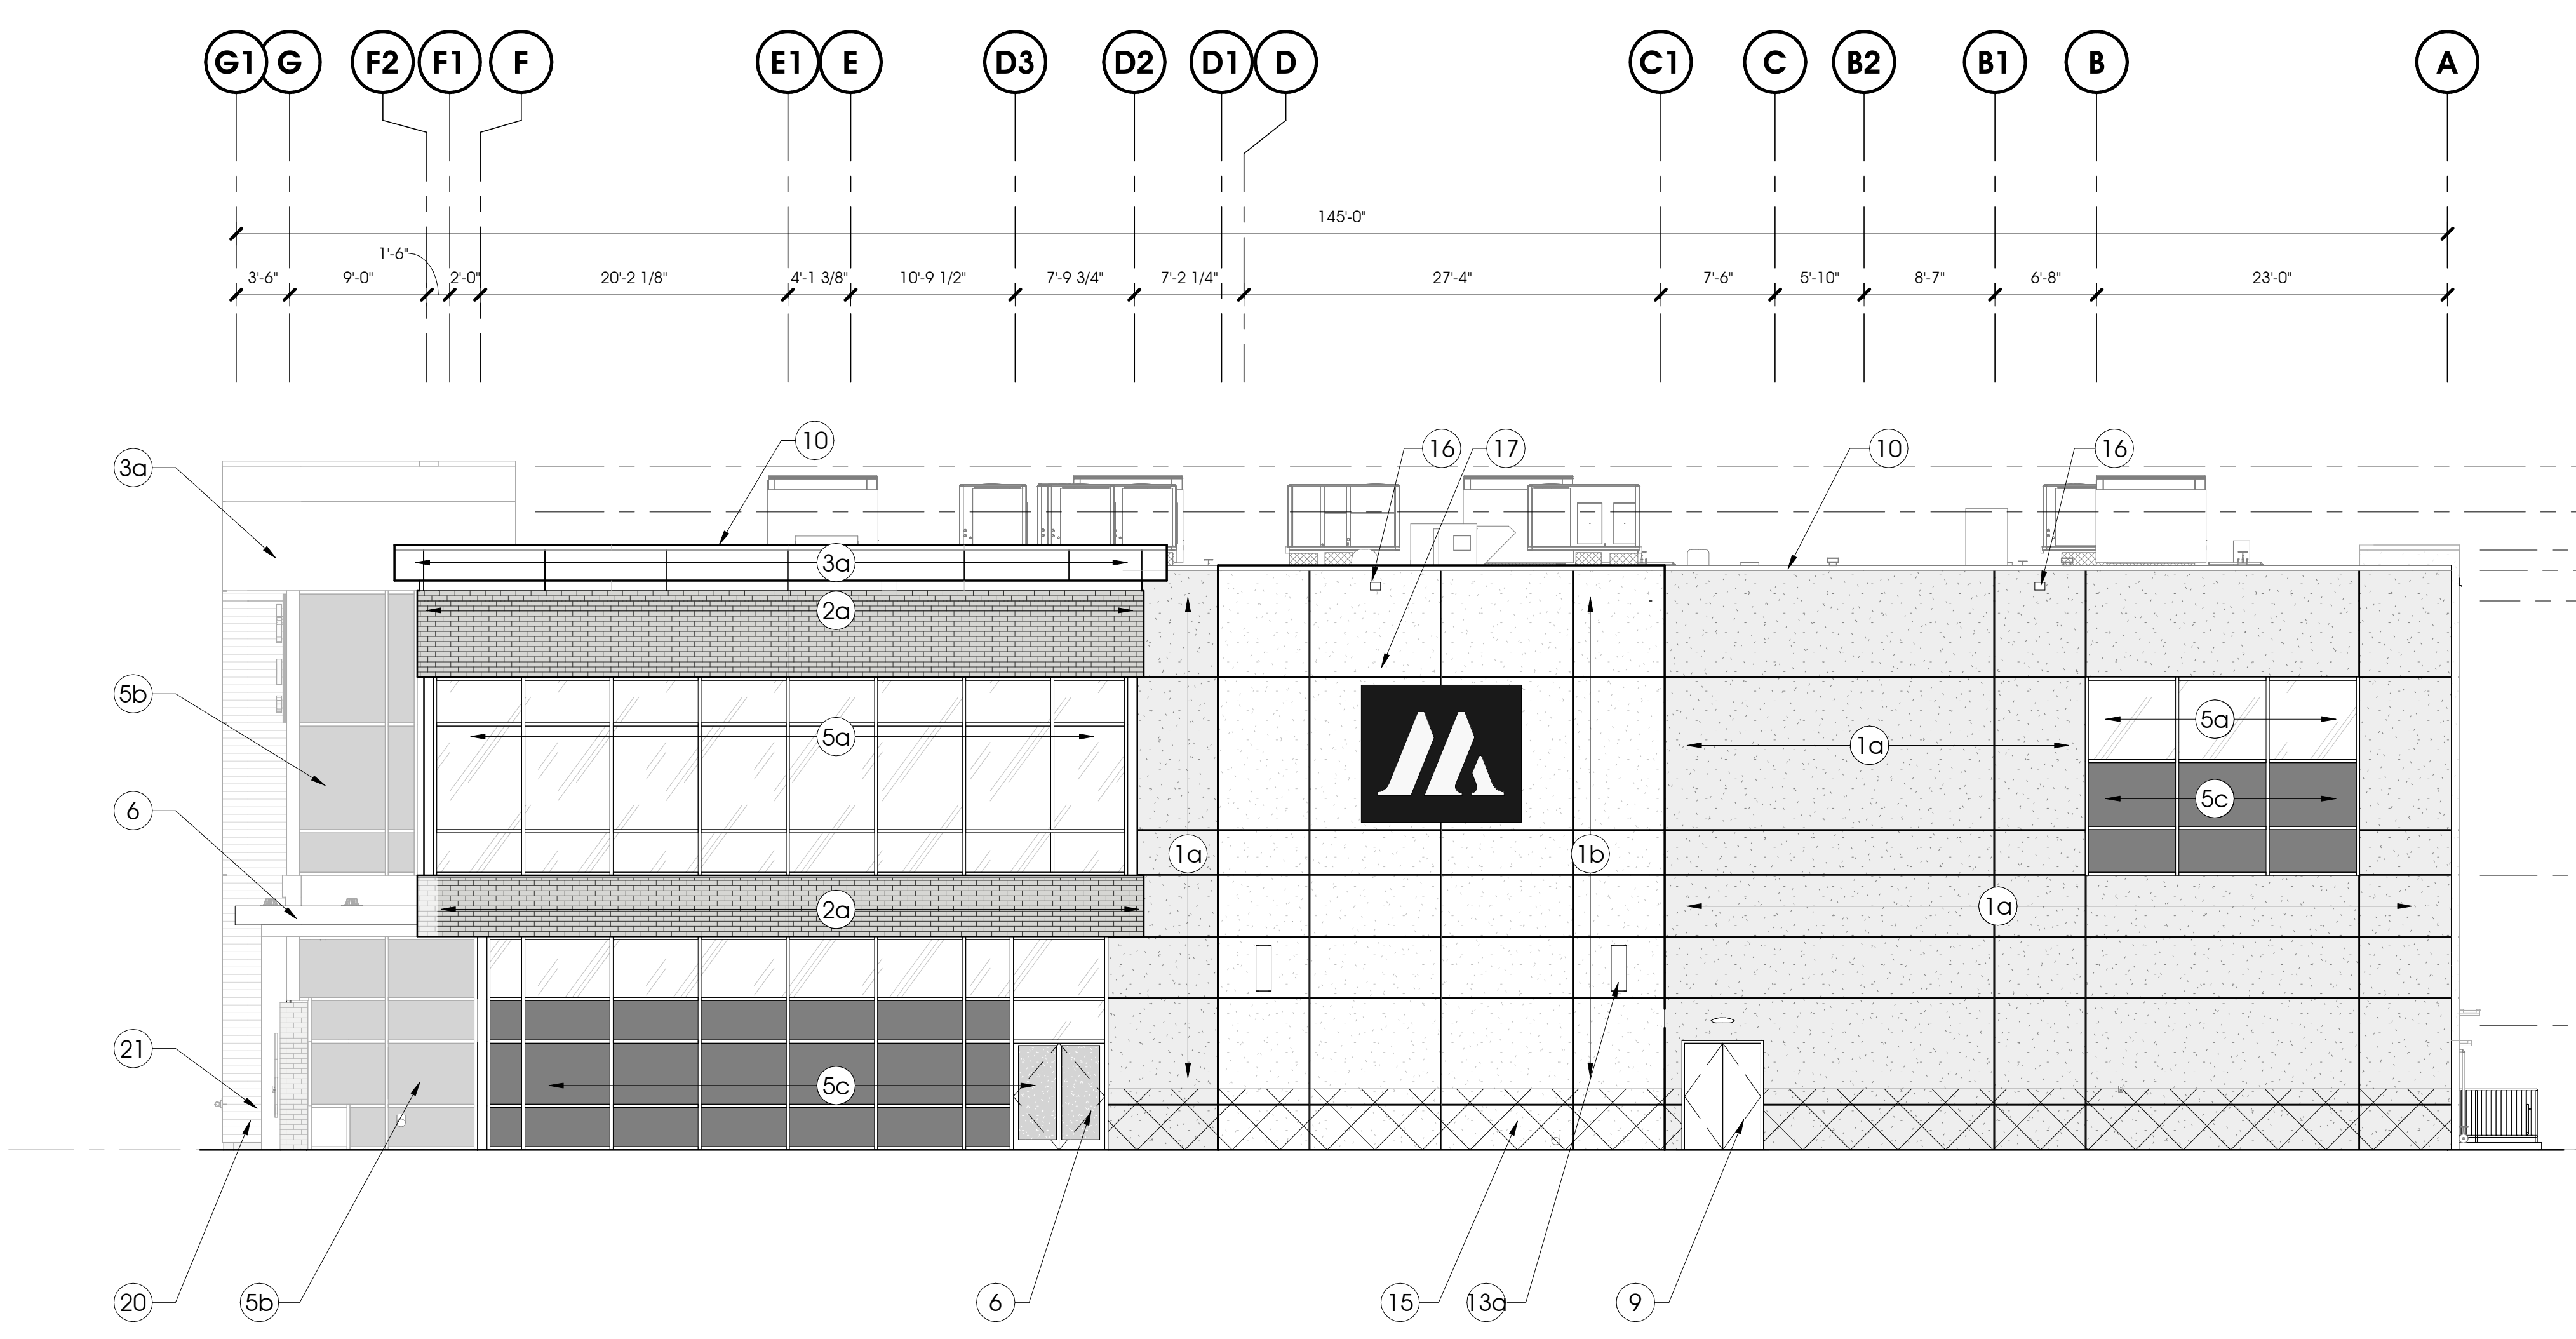 G1 G F2 F1 F E1 E D3 D2 D1 D C1 C B2 B1 B A
145'-0"
1'-6"
3'-6" 9'-0" 2'-0" 20'-2 1/8" 4'-1 3/8" 10'-9 1/2" 7'-9 3/4" 7'-2 1/4" 27'-4" 7'-6" 5'-10" 8'-7" 6'-8" 23'-0"
10 16 17 10 16
3a
3a
2a
5b 5a 1a 5a
5c
6 1a 1b
2a 1a
21
5c
20 5b 6 15 13a 9